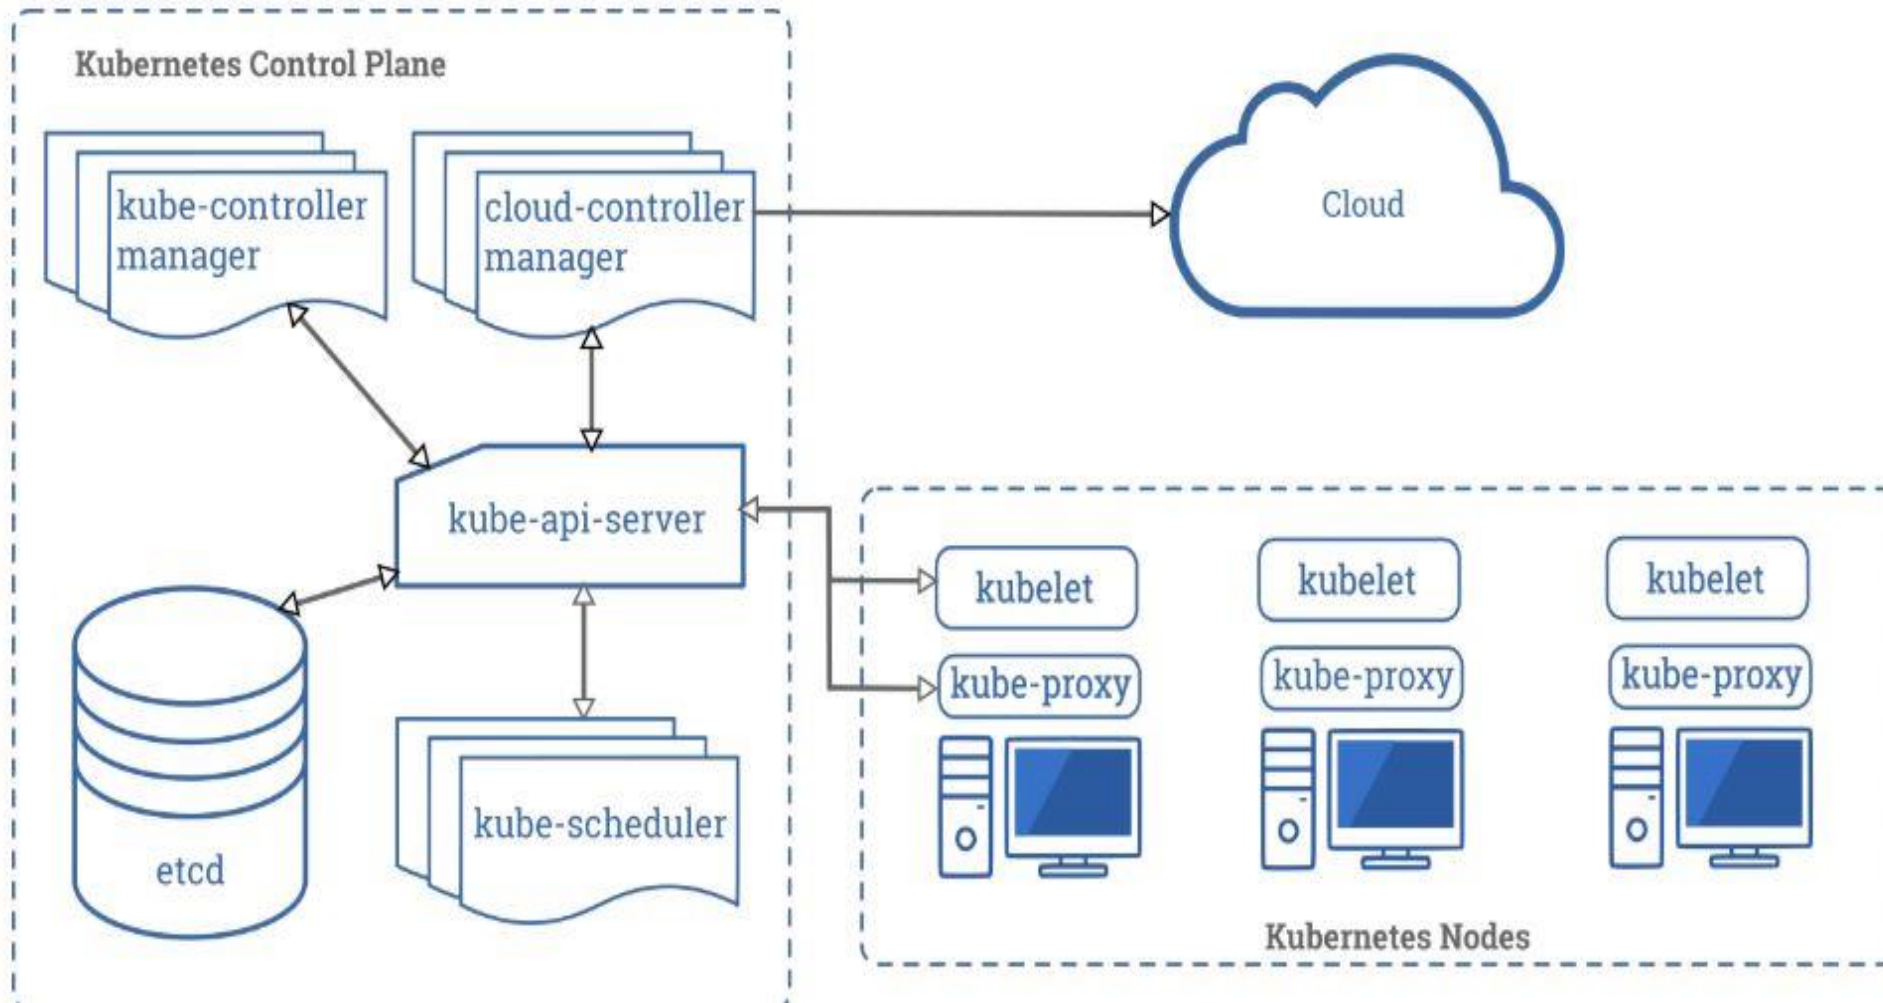 Kubernetes Control Plane
kube-controller
manager
cloud-controller
manager
Cloud
kube-api-server
kubelet
kubelet
kubelet
kube-proxy
kube-proxy
kube-proxy
kube-scheduler
etcd
Kubernetes Nodes